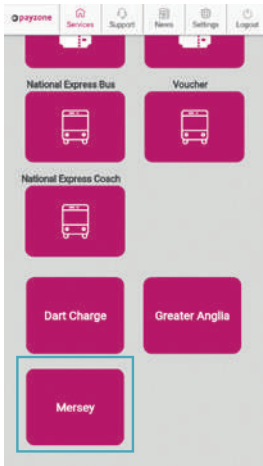 payzone
Services Support News Settings Logout
National Express Bus Voucher
National Express Coach
Dart Charge Greater Anglia
Mersey